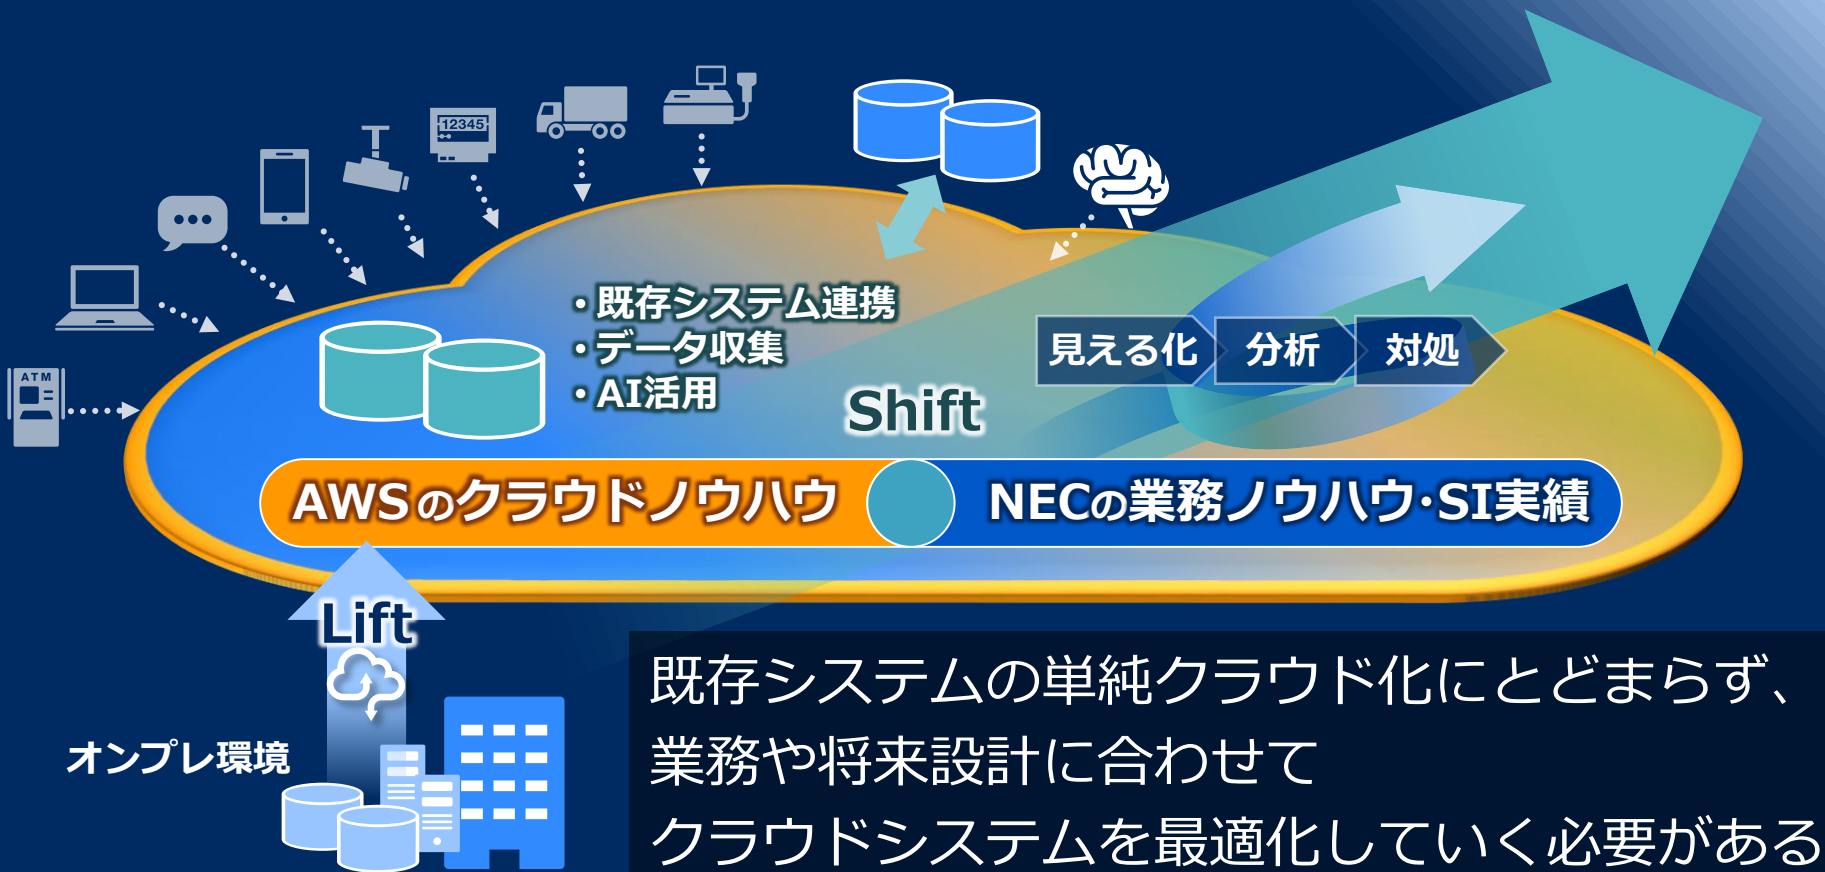 12345
ATM
・既存システム連携
・データ収集
・AI活用
Shift
見える化
分析
対処
AWSのクラウドノウハウ
NECの業務ノウハウ・SI実績
Lift
オンプレ環境
既存システムの単純クラウド化にとどまらず、
業務や将来設計に合わせて
クラウドシステムを最適化していく必要がある